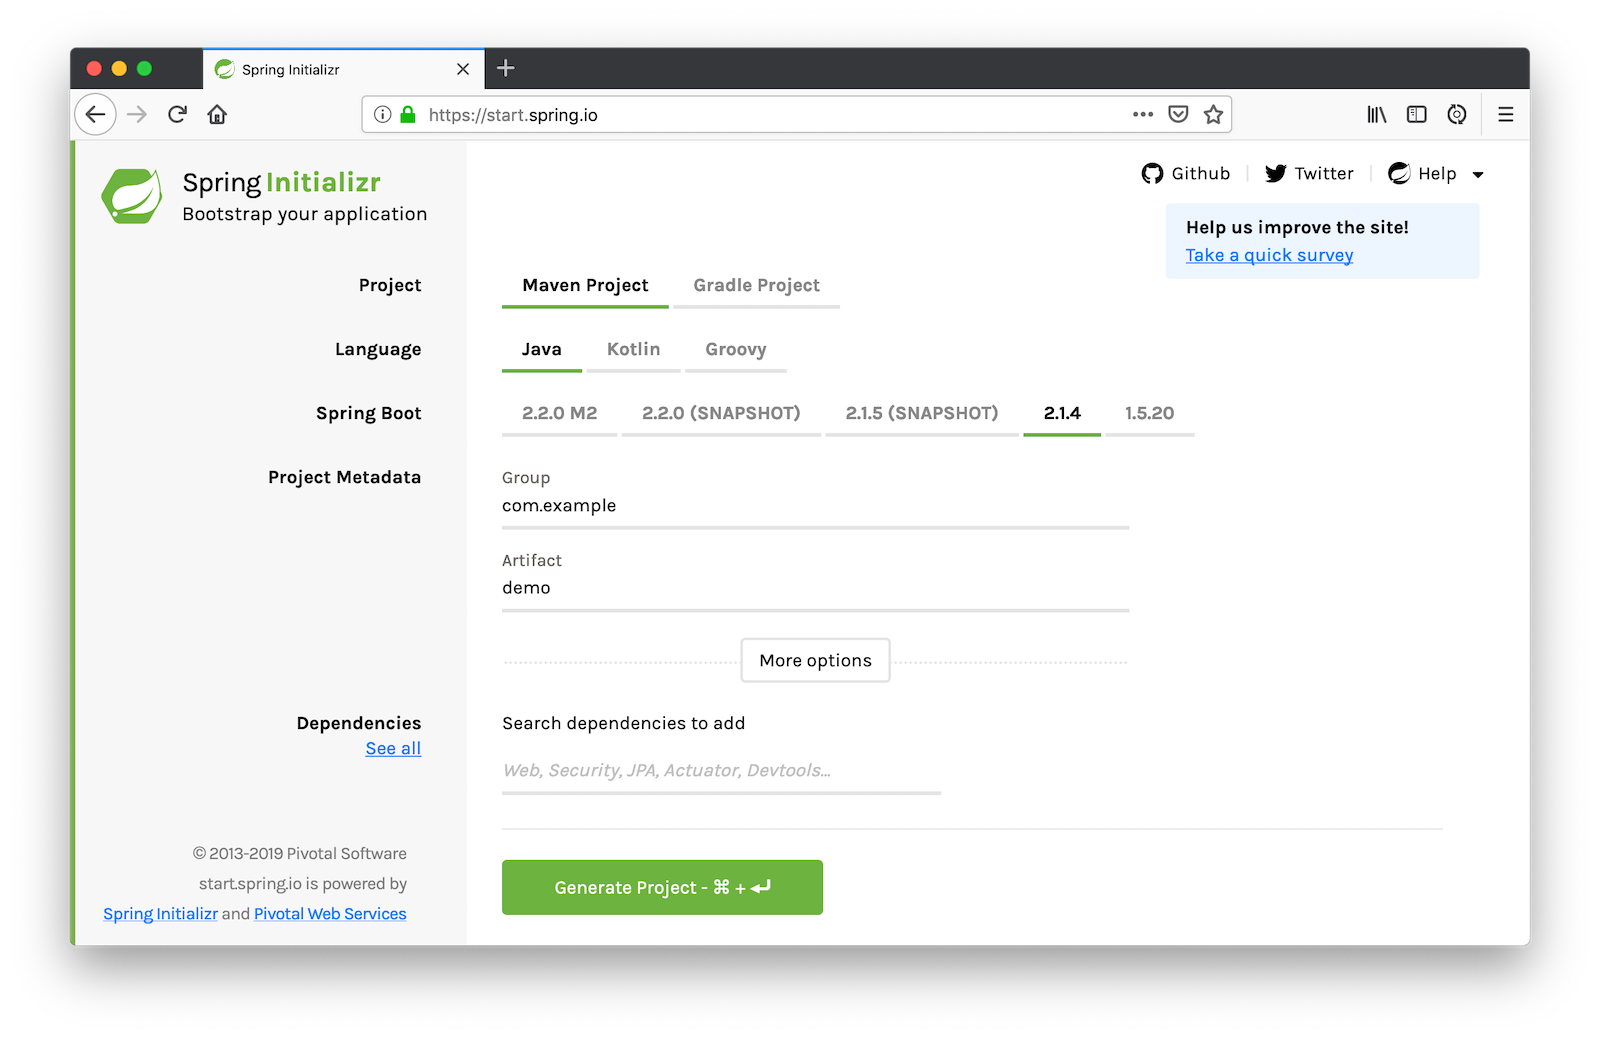 Spring Initializr
https://start.spring.io
Spring Initializr
Bootstrap your application
Github
Twitter
Help
Help us improve the site!
Take a quick survey
Project
Maven Project
Gradle Project
Language
Java
Kotlin
Groovy
Spring Boot
2.2.0 M2
2.2.0 (SNAPSHOT)
2.1.5 (SNAPSHOT)
2.1.4
1.5.20
Project Metadata
Group
com.example
Artifact
demo
More options
Dependencies
See all
Search dependencies to add
Web, Security, JPA, Actuator, Devtools...
© 2013-2019 Pivotal Software
start.spring.io is powered by
Spring Initializr and Pivotal Web Services
Generate Project - ⌘ + ↵